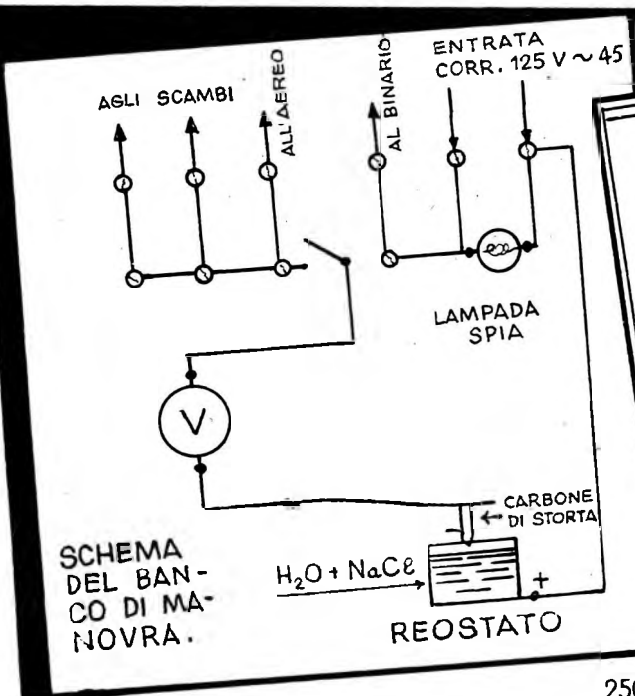 AGLI SCAMBI
ALL'AEREO
AL BINARIO
ENTRATA
CORR. 125 V ~ 45
LAMPADA
SPIA
V
CARBONE
DI STORTA
SCHEMA
DEL BAN-
CO DI MA-
NOVRA.
H₂O + NaCl
+
REOSTATO